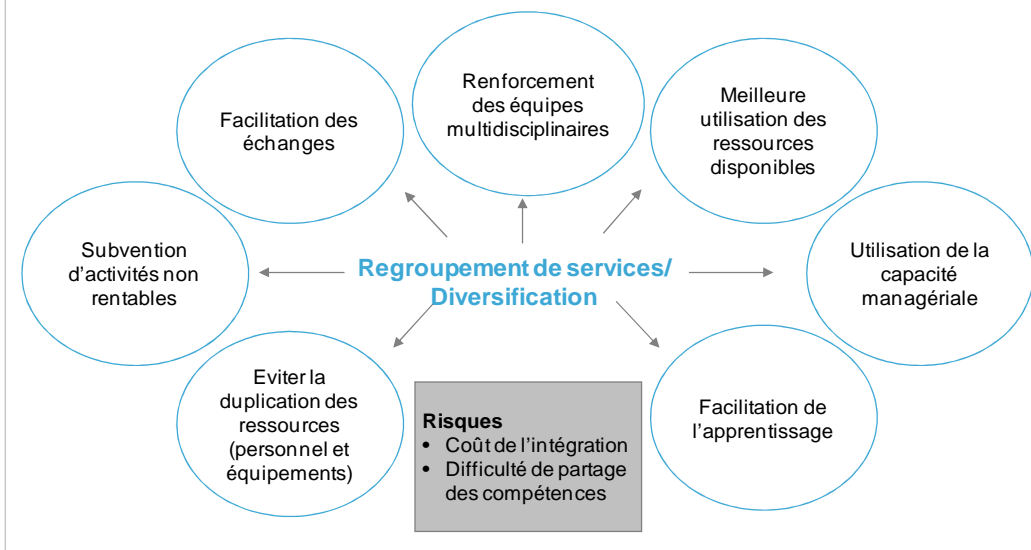 Renforcement
des équipes
multidisciplinaires
Facilitation des
échanges
Meilleure
utilisation des
ressources
disponibles
Subvention
d’activités non
rentables
Regroupement de services/
Diversification
Utilisation de la
capacité
managériale
Eviter la
duplication des
ressources
(personnel et
équipements)
Risques
• Coût de l’intégration
• Difficulté de partage
des compétences
Facilitation de
l’apprentissage